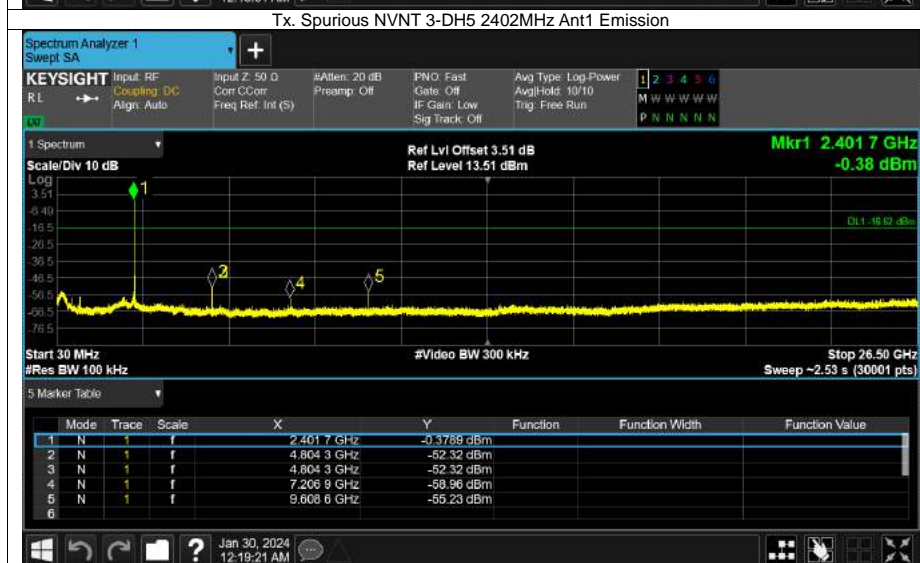 Tx. Spurious NVNT 3-DH5 2402MHz Ant1 Emission
Spectrum Analyzer 1
Swept SA
+
KEYSIGHT Input: RF Input Z: 50 Ω #Atten: 20 dB PNO: Fast Avg Type: Log-Power 1 2 3 4 5 6
RL Coupling: DC Corr CCorr Preamp: Off Gate: Off Avg|Hold: 10/10 M W W W W W
Align: Auto Freq Ref: Int (S) IF Gain: Low Trig: Free Run
Sig Track: Off P N N N N N
LXI
1 Spectrum Ref Lvl Offset 3.51 dB Mkr1 2.401 7 GHz
Scale/Div 10 dB Ref Level 13.51 dBm -0.38 dBm
Log
3.51
-6.49
-16.5
-26.5
-36.5
-46.5
-56.5
-66.5
-76.5
1
4
5
DL1 -16.62 dBm
Start 30 MHz #Video BW 300 kHz Stop 26.50 GHz
#Res BW 100 kHz Sweep ~2.53 s (30001 pts)
5 Marker Table
Mode Trace Scale X Y Function Function Width Function Value
1 N 1 f 2.401 7 GHz -0.3789 dBm
2 N 1 f 4.804 3 GHz -52.32 dBm
3 N 1 f 4.804 3 GHz -52.32 dBm
4 N 1 f 7.206 9 GHz -58.96 dBm
5 N 1 f 9.608 6 GHz -55.23 dBm
6
? Jan 30, 2024
12:19:21 AM